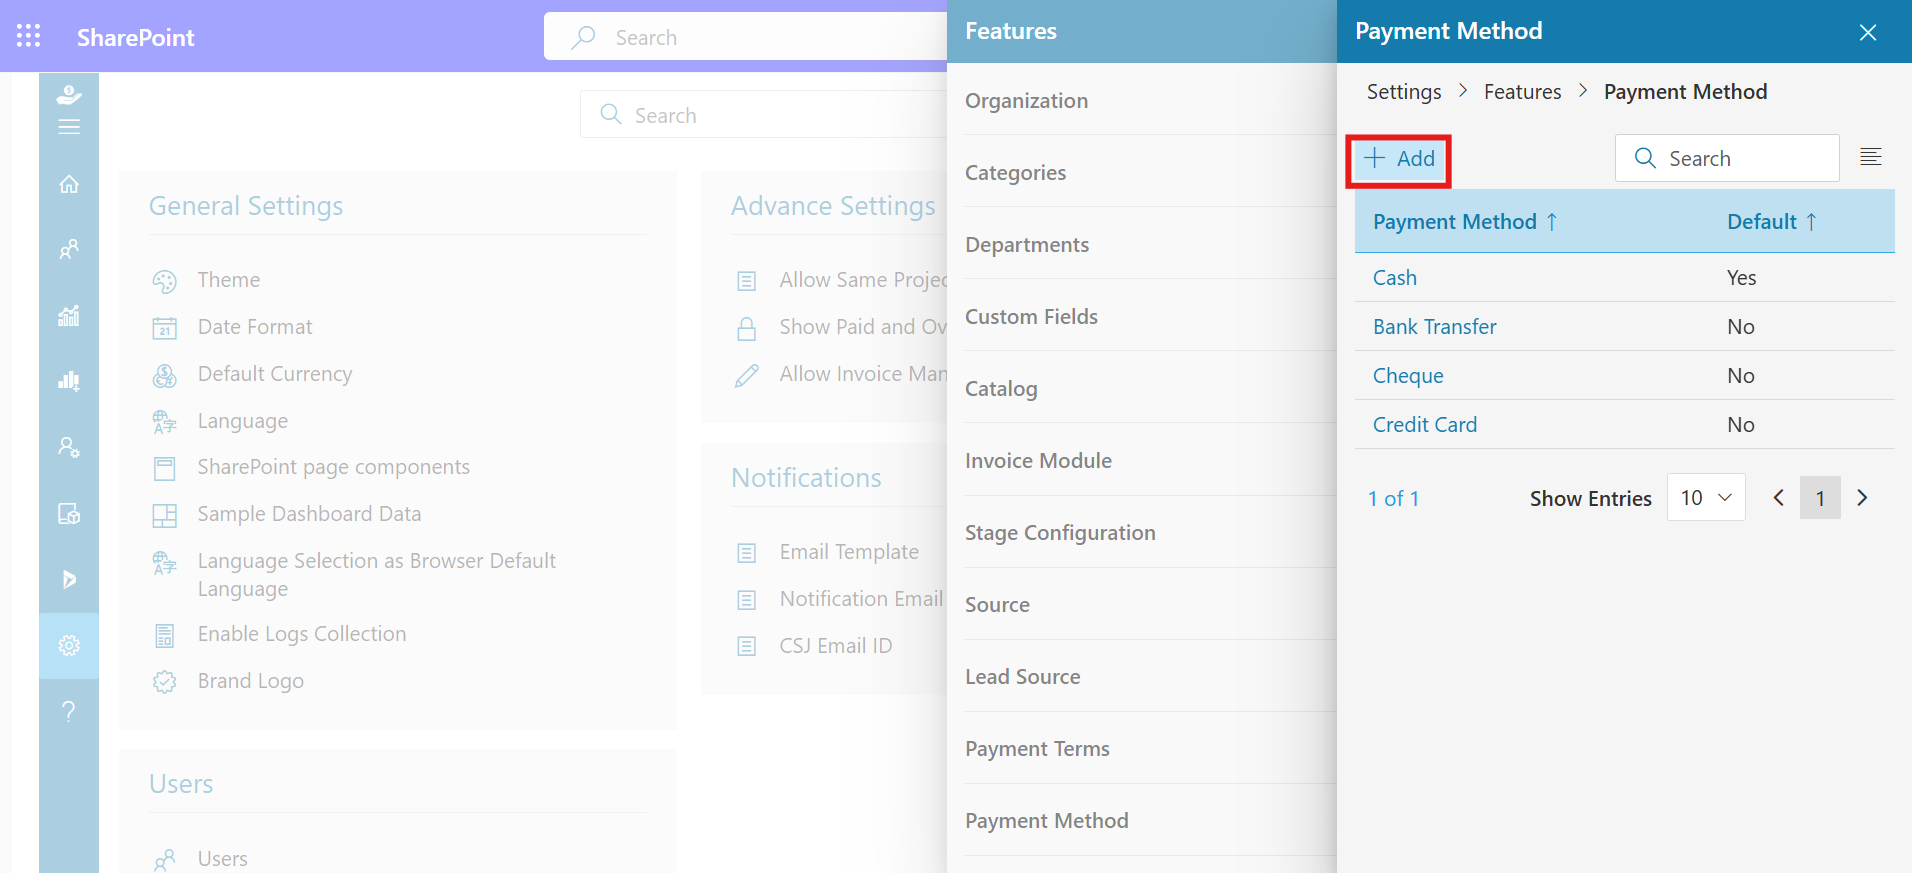 SharePoint
Search
Search
General Settings
Theme
21
Date Format
Default Currency
Language
SharePoint page components
Sample Dashboard Data
Language Selection as Browser Default
Language
Enable Logs Collection
Brand Logo
Users
Users
Advance Settings
Allow Same Projec
Show Paid and Ov
Allow Invoice Man
Notifications
Email Template
Notification Email
CSJ Email ID
Features
Organization
Categories
Departments
Custom Fields
Catalog
Invoice Module
Stage Configuration
Source
Lead Source
Payment Terms
Payment Method
Payment Method
Settings > Features > Payment Method
+ Add
Search
Payment Method ↑ Default ↑
Cash Yes
Bank Transfer No
Cheque No
Credit Card No
1 of 1 Show Entries 10 < 1 >